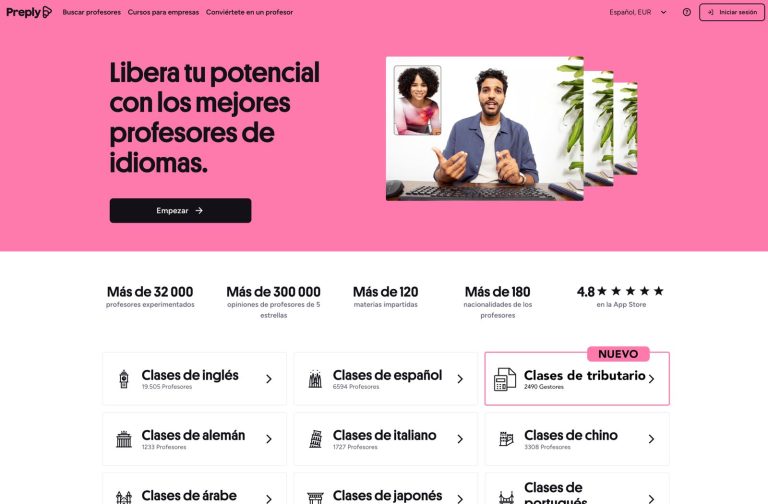 Preply
Buscar profesores
Cursos para empresas
Conviértete en un profesor
Español, EUR
Iniciar sesión
Libera tu potencial
con los mejores
profesores de
idiomas.
Empezar
Más de 32 000
profesores experimentados
Más de 300 000
opiniones de profesores de 5
estrellas
Más de 120
materias impartidas
Más de 180
nacionalidades de los
profesores
4.8
en la App Store
Clases de inglés
19.505 Profesores
Clases de español
6594 Profesores
NUEVO
Clases de tributario
2490 Gestores
Clases de alemán
1233 Profesores
Clases de italiano
1727 Profesores
Clases de chino
3308 Profesores
Clases de árabe
Clases de japonés
Clases de
portugués